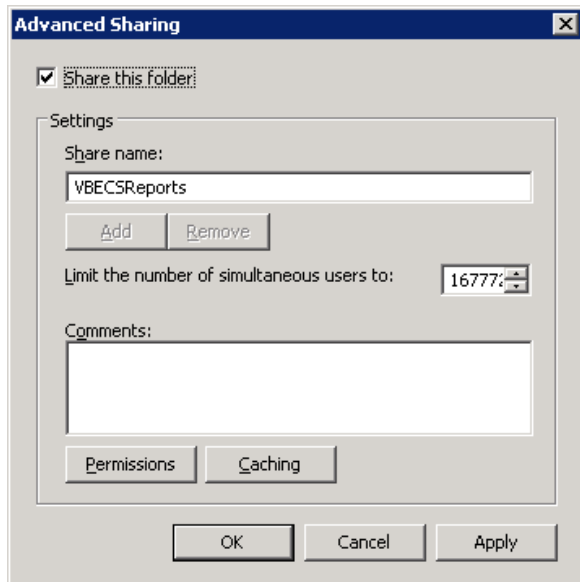 Advanced Sharing
Share this folder
Settings
Share name:
VBECSReports
Add Remove
Limit the number of simultaneous users to: 16777
Comments:
Permissions Caching
OK Cancel Apply